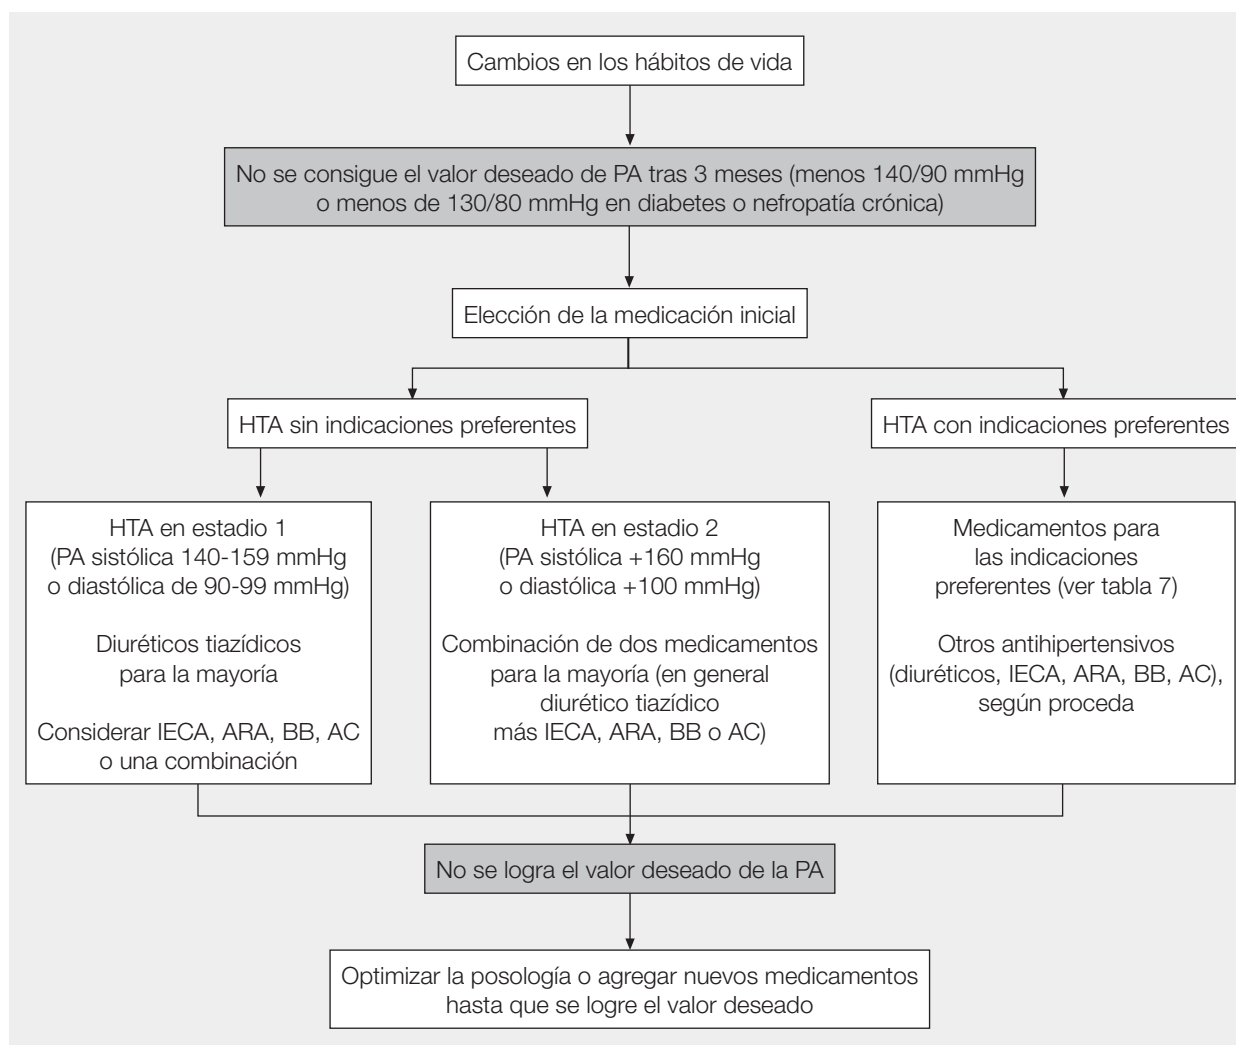 Cambios en los hábitos de vida
No se consigue el valor deseado de PA tras 3 meses (menos 140/90 mmHg
o menos de 130/80 mmHg en diabetes o nefropatía crónica)
Elección de la medicación inicial
HTA sin indicaciones preferentes
HTA con indicaciones preferentes
HTA en estadio 1
(PA sistólica 140-159 mmHg
o diastólica de 90-99 mmHg)
Diuréticos tiazídicos
para la mayoría
Considerar IECA, ARA, BB, AC
o una combinación
HTA en estadio 2
(PA sistólica +160 mmHg
o diastólica +100 mmHg)
Combinación de dos medicamentos
para la mayoría (en general
diurético tiazídico
más IECA, ARA, BB o AC)
Medicamentos para
las indicaciones
preferentes (ver tabla 7)
Otros antihipertensivos
(diuréticos, IECA, ARA, BB, AC),
según proceda
No se logra el valor deseado de la PA
Optimizar la posología o agregar nuevos medicamentos
hasta que se logre el valor deseado